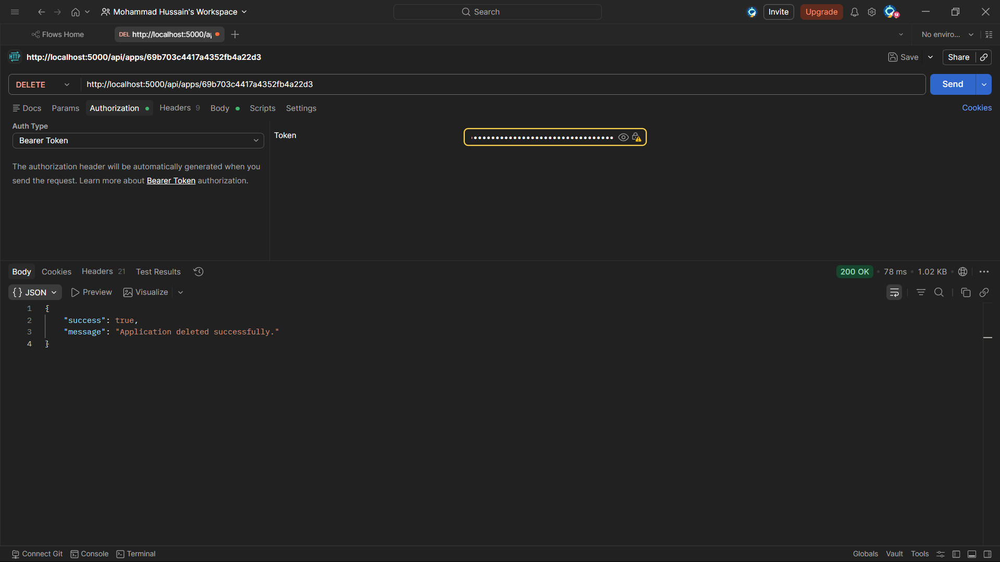 Mohammad Hussain's Workspace
Search
Invite
Upgrade
M
Flows Home
DEL http://localhost:5000/ap
No enviro...
HTTP http://localhost:5000/api/apps/69b703c4417a4352fb4a22d3
Save
Share
DELETE
http://localhost:5000/api/apps/69b703c4417a4352fb4a22d3
Send
Docs
Params
Authorization
Headers 9
Body
Scripts
Settings
Cookies
Auth Type
Bearer Token
Token
The authorization header will be automatically generated when you
send the request. Learn more about Bearer Token authorization.
Body
Cookies
Headers 21
Test Results
200 OK • 78 ms • 1.02 KB
{} JSON
Preview
Visualize
1 {
2 "success": true,
3 "message": "Application deleted successfully."
4 }
Connect Git
Console
Terminal
Globals
Vault
Tools